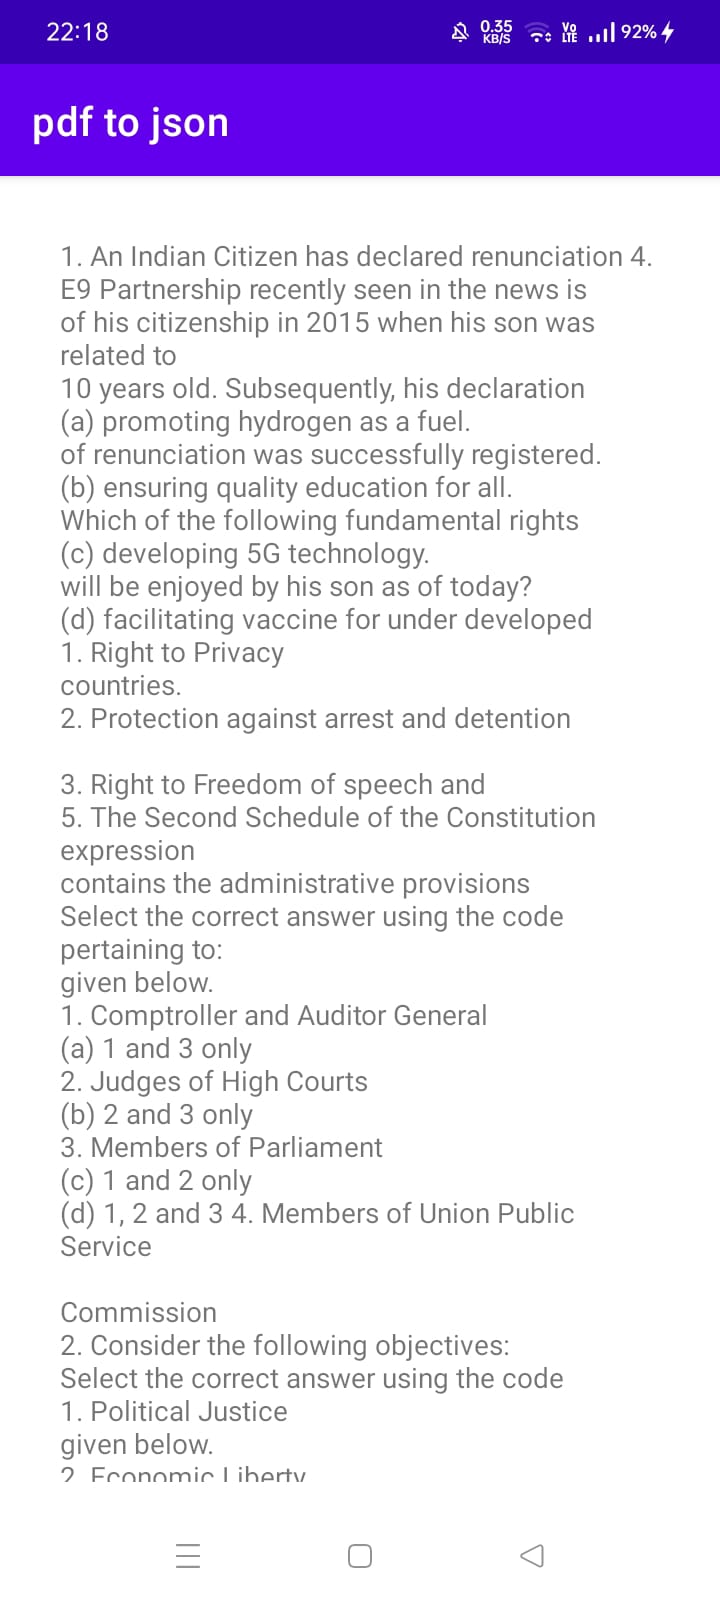 22:18
0.35
KB/S
Vo
LTE
92%
pdf to json
1. An Indian Citizen has declared renunciation 4.
E9 Partnership recently seen in the news is
of his citizenship in 2015 when his son was
related to
10 years old. Subsequently, his declaration
(a) promoting hydrogen as a fuel.
of renunciation was successfully registered.
(b) ensuring quality education for all.
Which of the following fundamental rights
(c) developing 5G technology.
will be enjoyed by his son as of today?
(d) facilitating vaccine for under developed
1. Right to Privacy
countries.
2. Protection against arrest and detention
3. Right to Freedom of speech and
5. The Second Schedule of the Constitution
expression
contains the administrative provisions
Select the correct answer using the code
pertaining to:
given below.
1. Comptroller and Auditor General
(a) 1 and 3 only
2. Judges of High Courts
(b) 2 and 3 only
3. Members of Parliament
(c) 1 and 2 only
(d) 1, 2 and 3 4. Members of Union Public
Service
Commission
2. Consider the following objectives:
Select the correct answer using the code
1. Political Justice
given below.
2. Economic Liberty